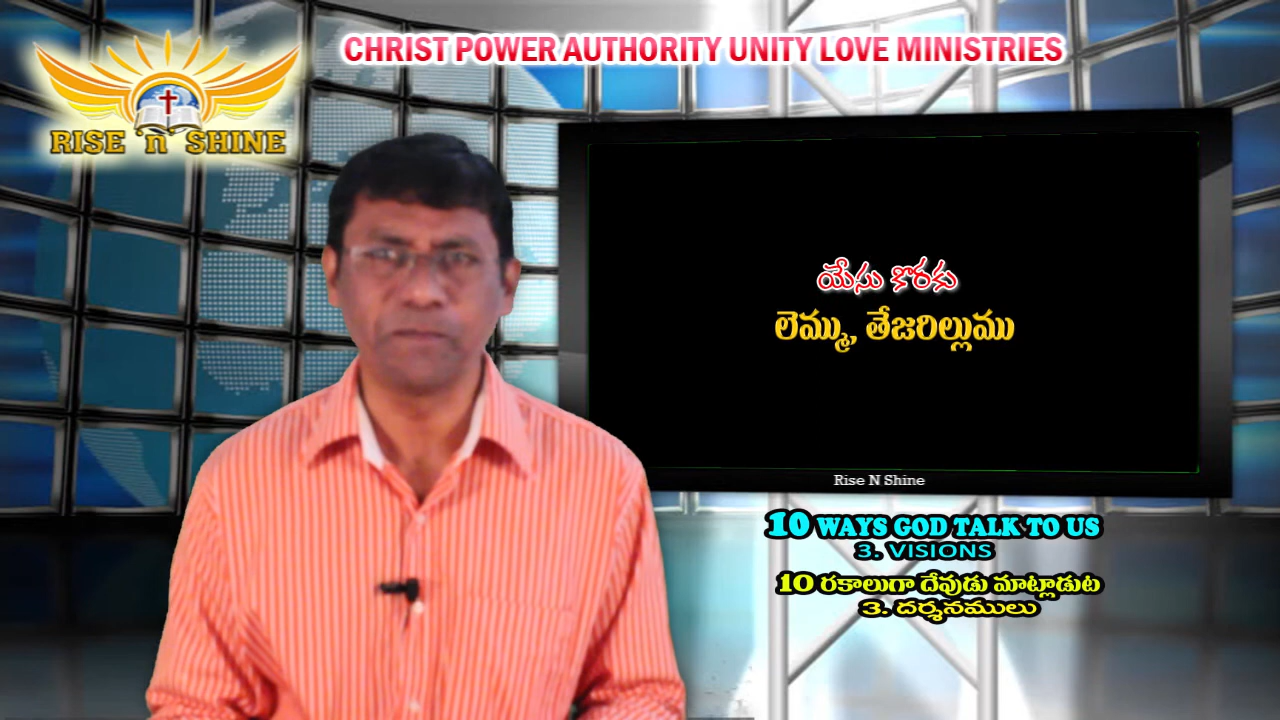 CHRIST POWER AUTHORITY UNITY LOVE MINISTRIES
RISE 'n' SHINE
యేసు కొరకు
లెమ్ము, తేజరిల్లుము
Rise N Shine
10 WAYS GOD TALK TO US
3. VISIONS
10 రకాలుగా దేవుడు మాట్లాడుట
3. దర్శనములు